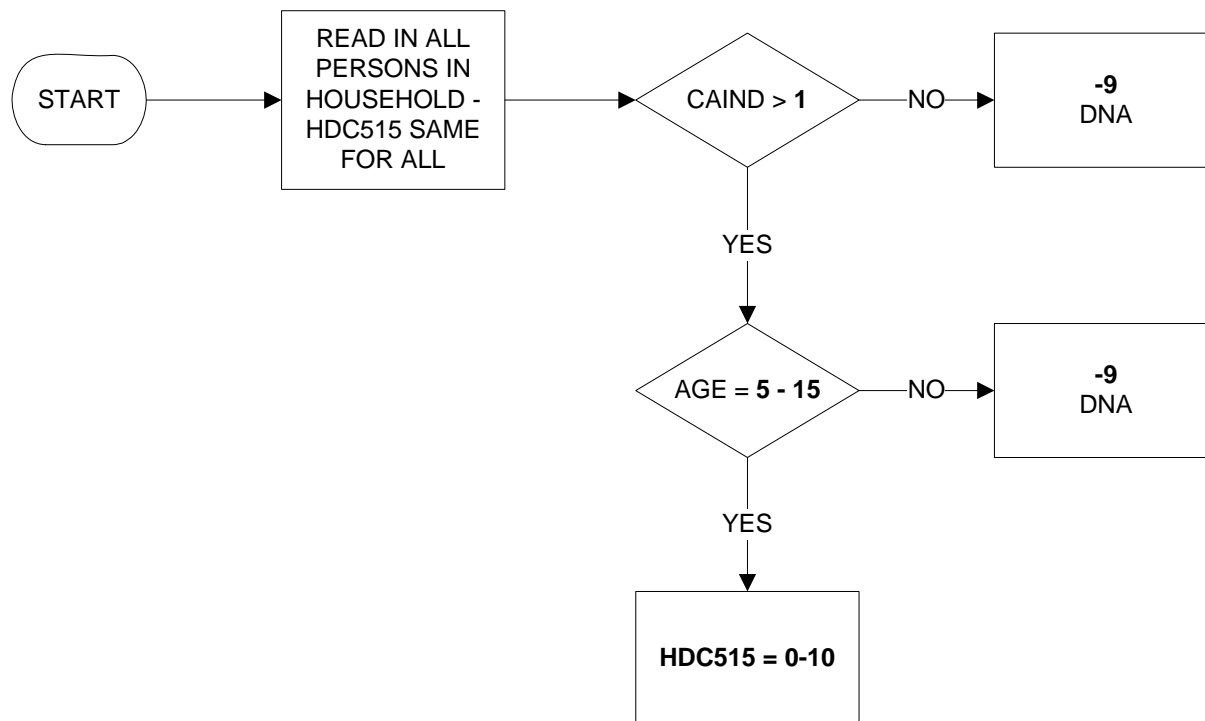 START
READ IN ALL
PERSONS IN
HOUSEHOLD -
HDC515 SAME
FOR ALL
CAIND > 1
NO
-9
DNA
YES
AGE = 5 - 15
NO
-9
DNA
YES
HDC515 = 0-10